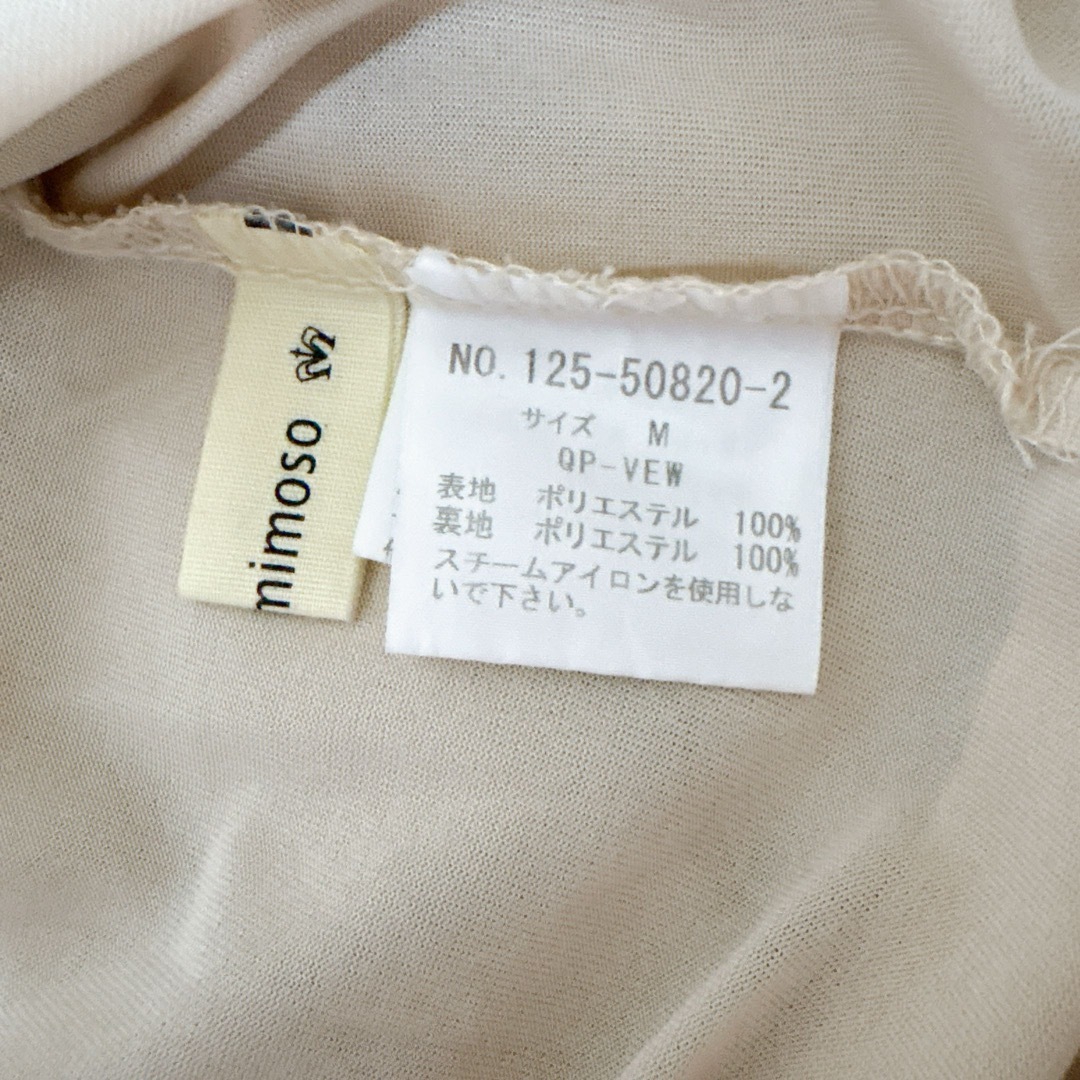 mimoso
NO. 125-50820-2
サイズ M
QP-VEW
表地 ポリエステル 100%
裏地 ポリエステル 100%
スチームアイロンを使用しな
いで下さい。